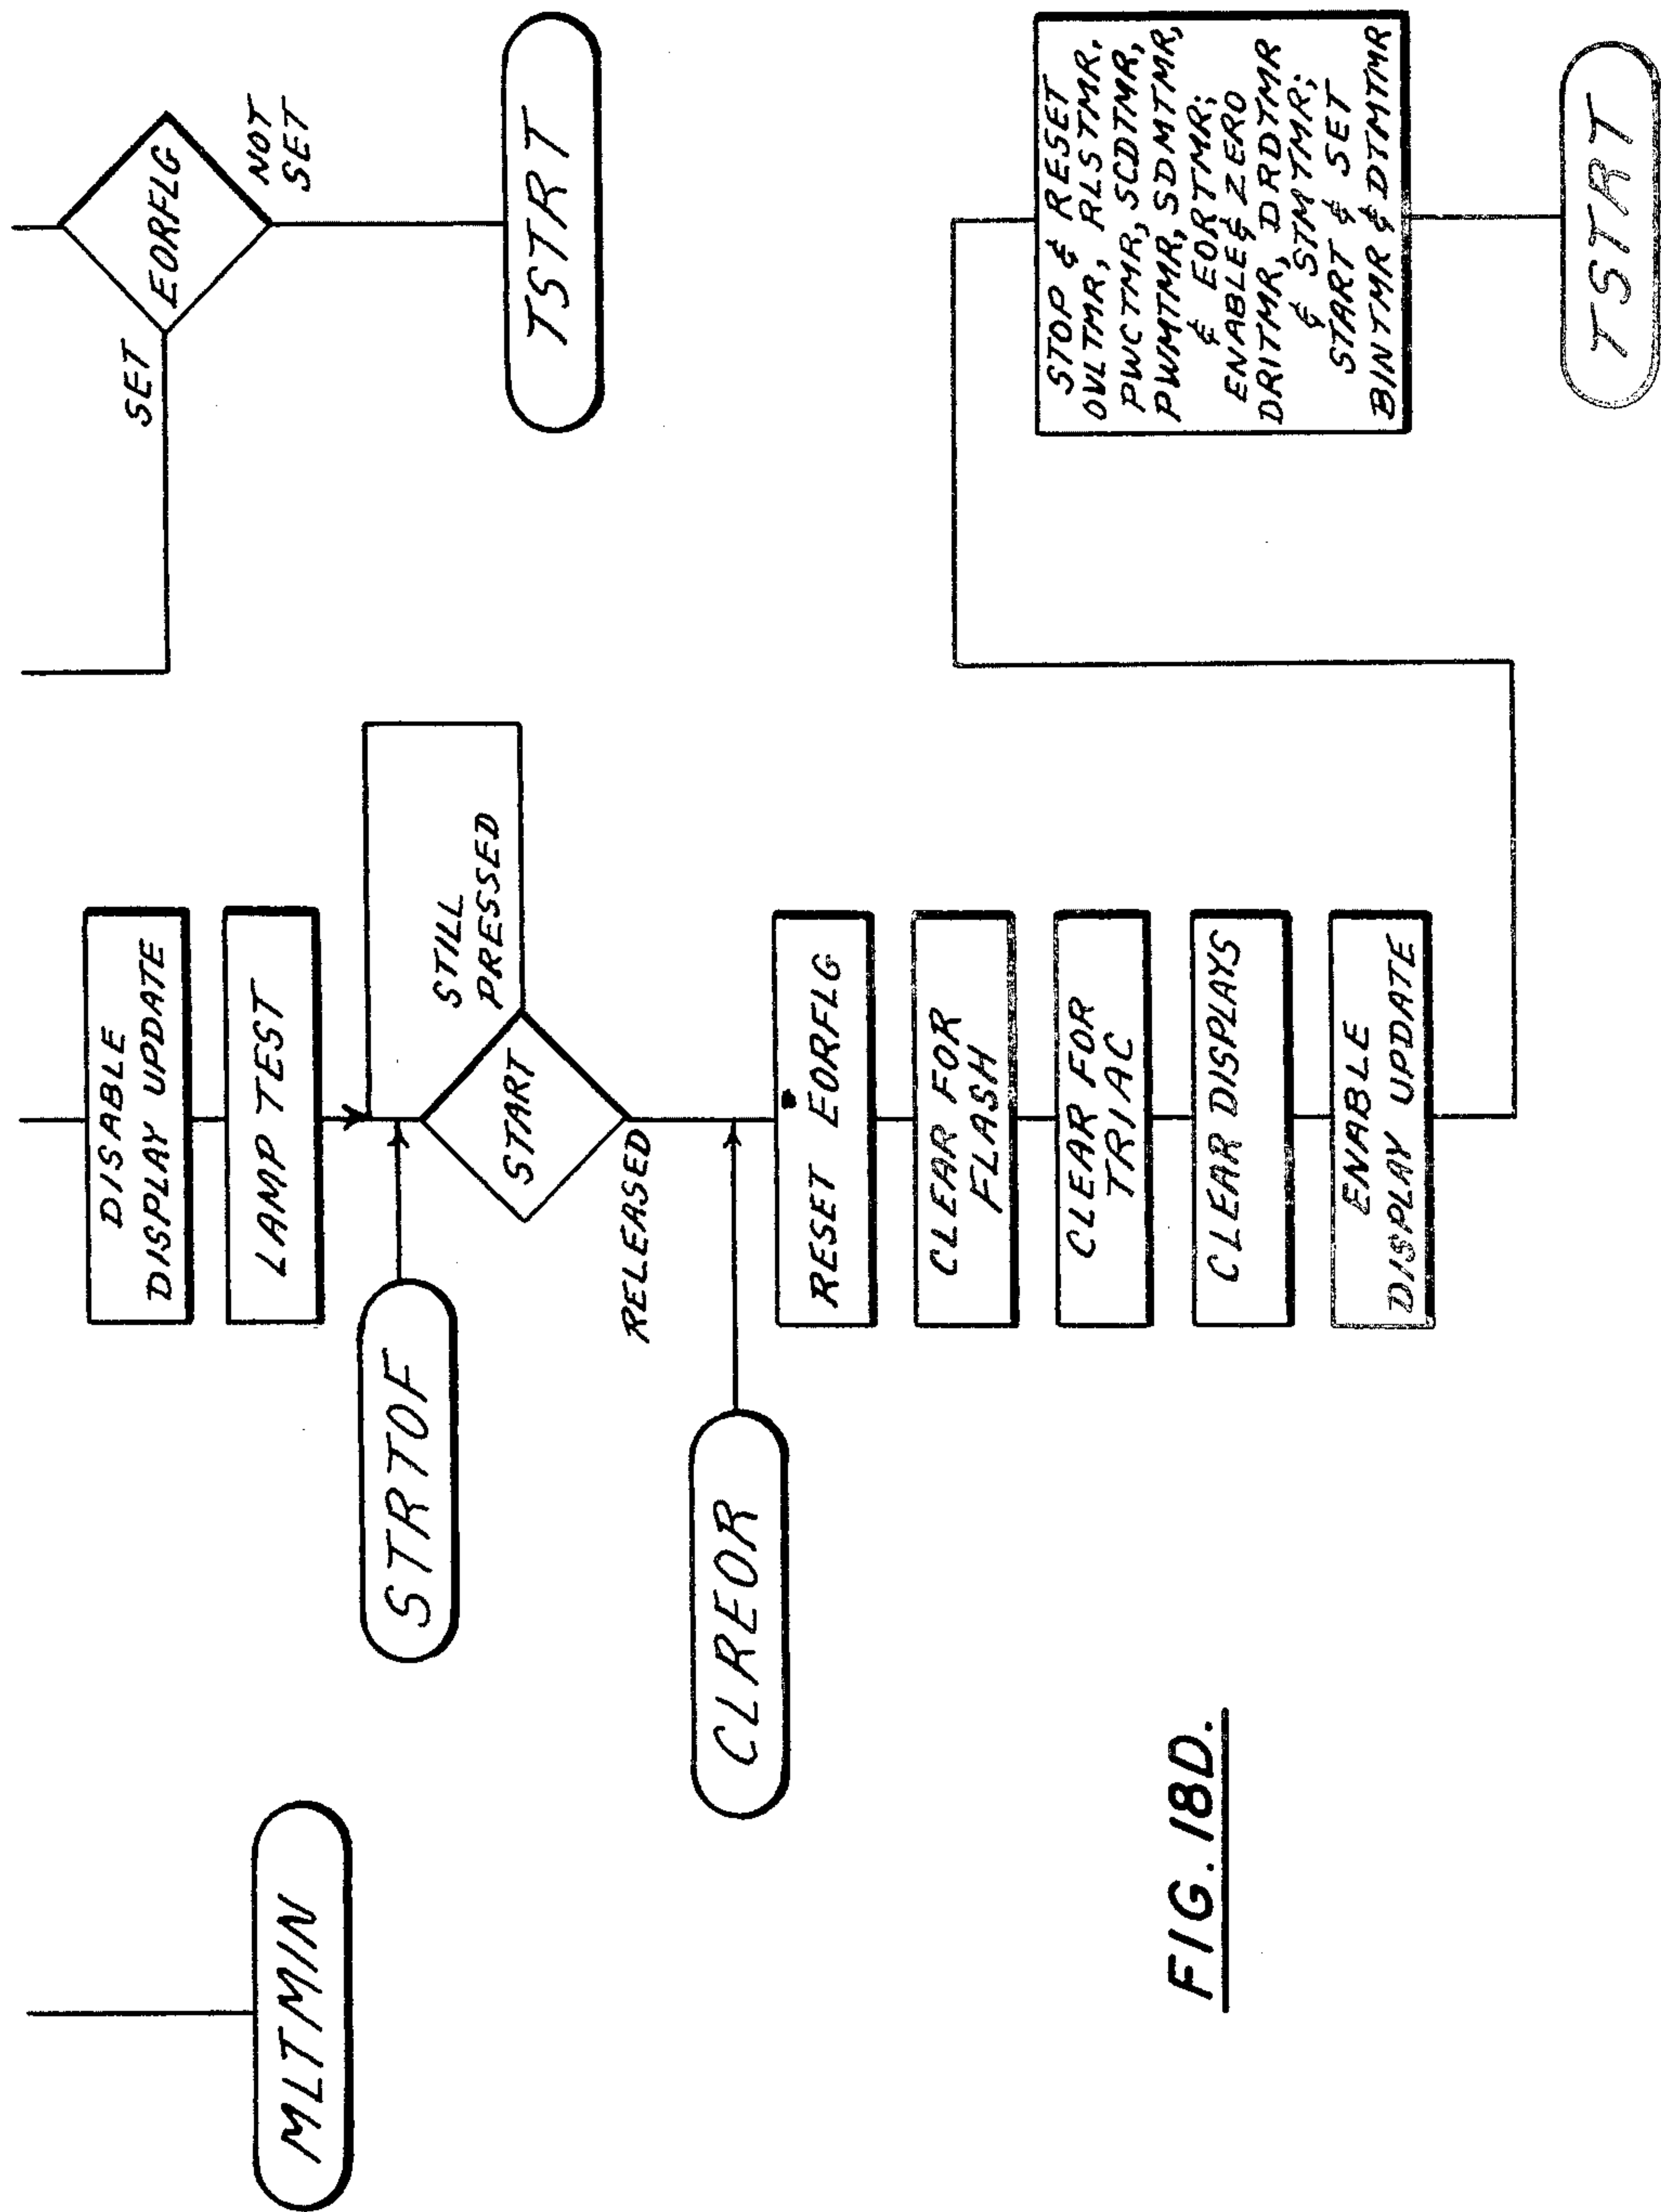 MLTMIN
DISABLE
DISPLAY UPDATE
LAMP TEST
STRTOF
START
STILL
PRESSED
RELEASED
CLREOR
RESET EORFLG
CLEAR FOR
FLASH
CLEAR FOR
TRIAC
CLEAR DISPLAYS
ENABLE
DISPLAY UPDATE
SET
EORFLG
NOT
SET
TSTRT
STOP & RESET
OVLTMR, RLSTMR,
PWCTMR, SCDTMR,
PWMTMR, SDMTMR,
& EORTMR;
ENABLE & ZERO
DRITMR, DRDTMR
& STMTMR;
START & SET
BINTMR & DTMTMR
TSTRT
FIG. 18D.